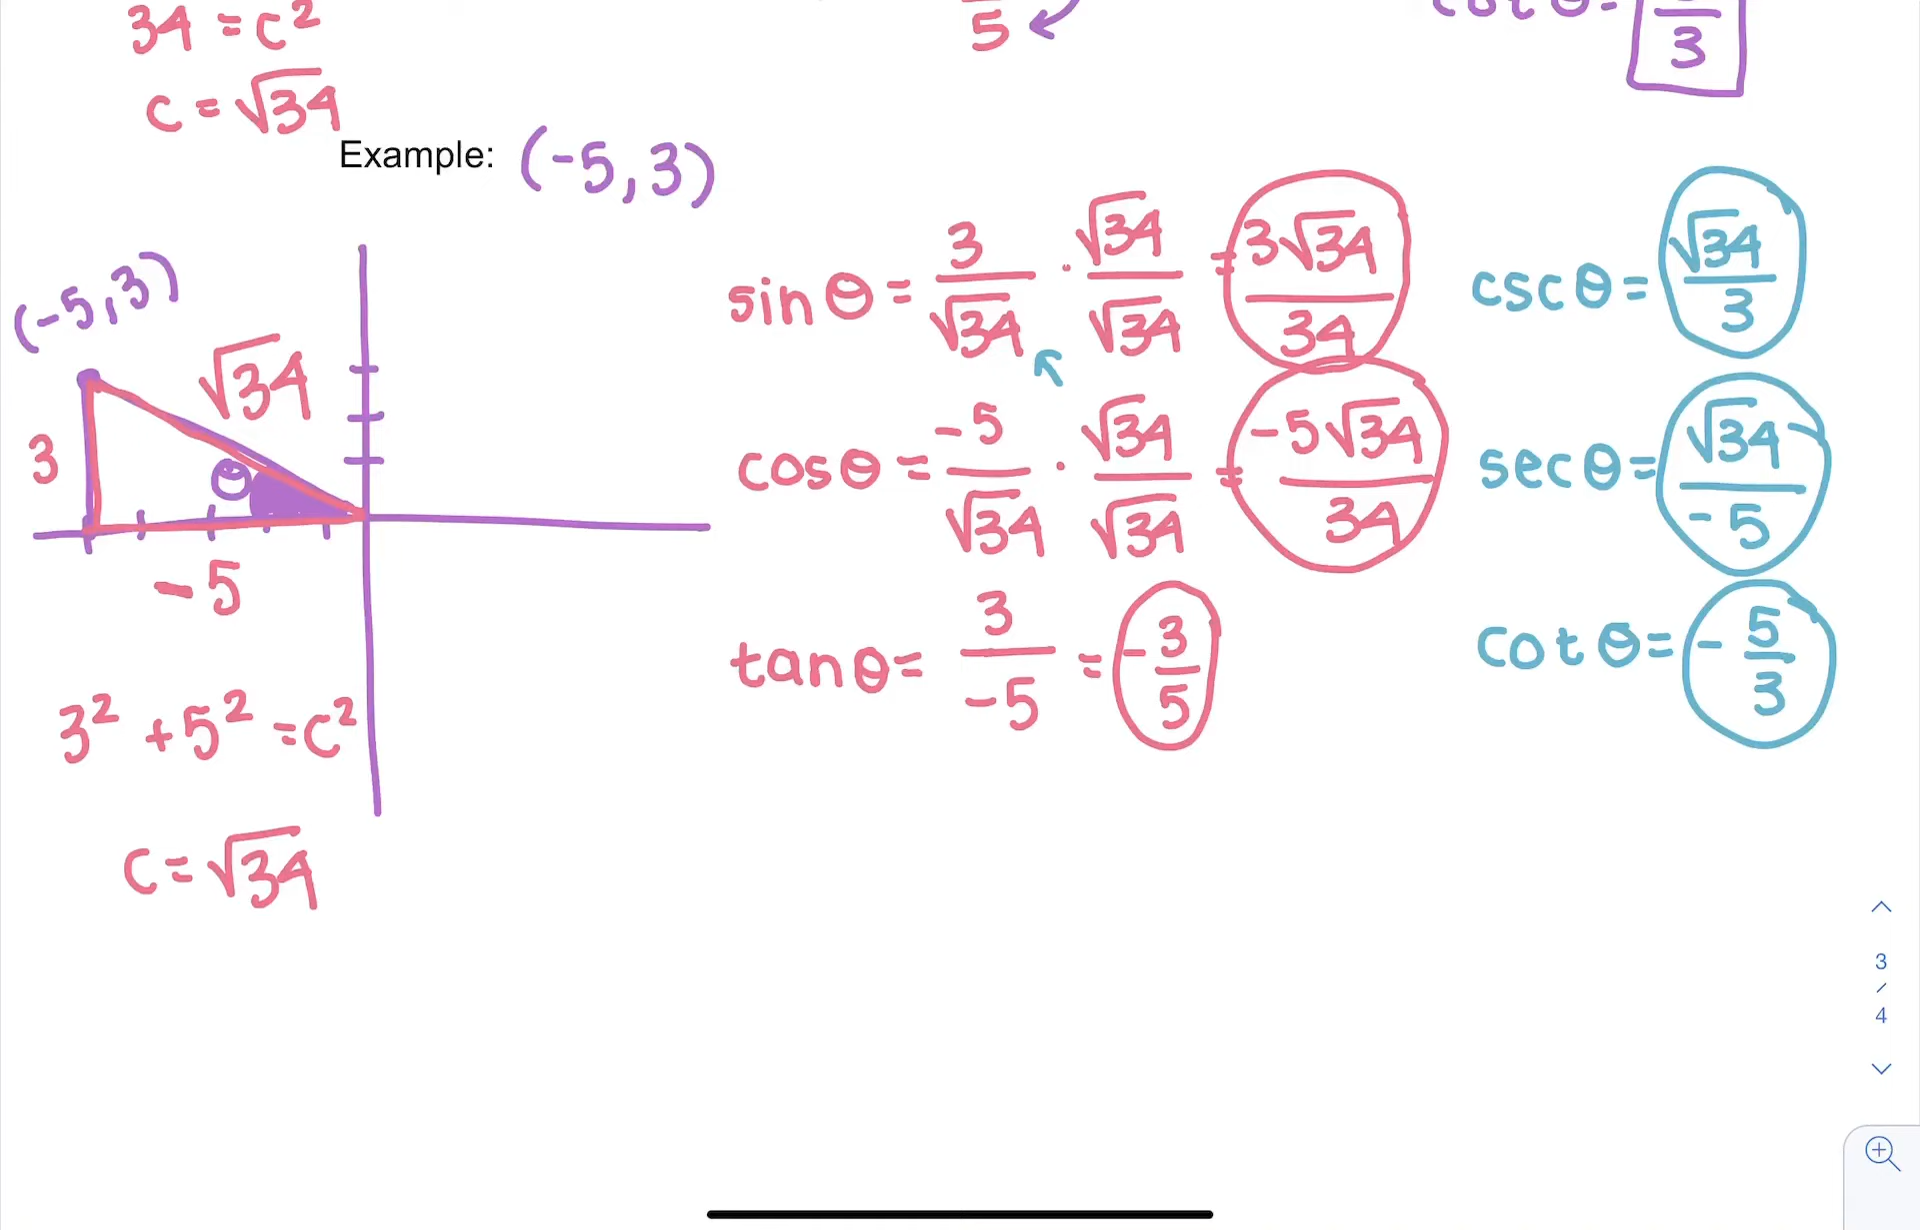 34 = c²
c = √34
5
cot θ =
3
Example: (-5, 3)
(-5, 3)
√34
3
θ
-5
3² + 5² = c²
c = √34
sin θ = 3/√34 · √34/√34 = 3√34/34
cos θ = -5/√34 · √34/√34 = -5√34/34
tan θ = 3/-5 = -3/5
csc θ = √34/3
sec θ = √34/-5
cot θ = -5/3
3
/
4